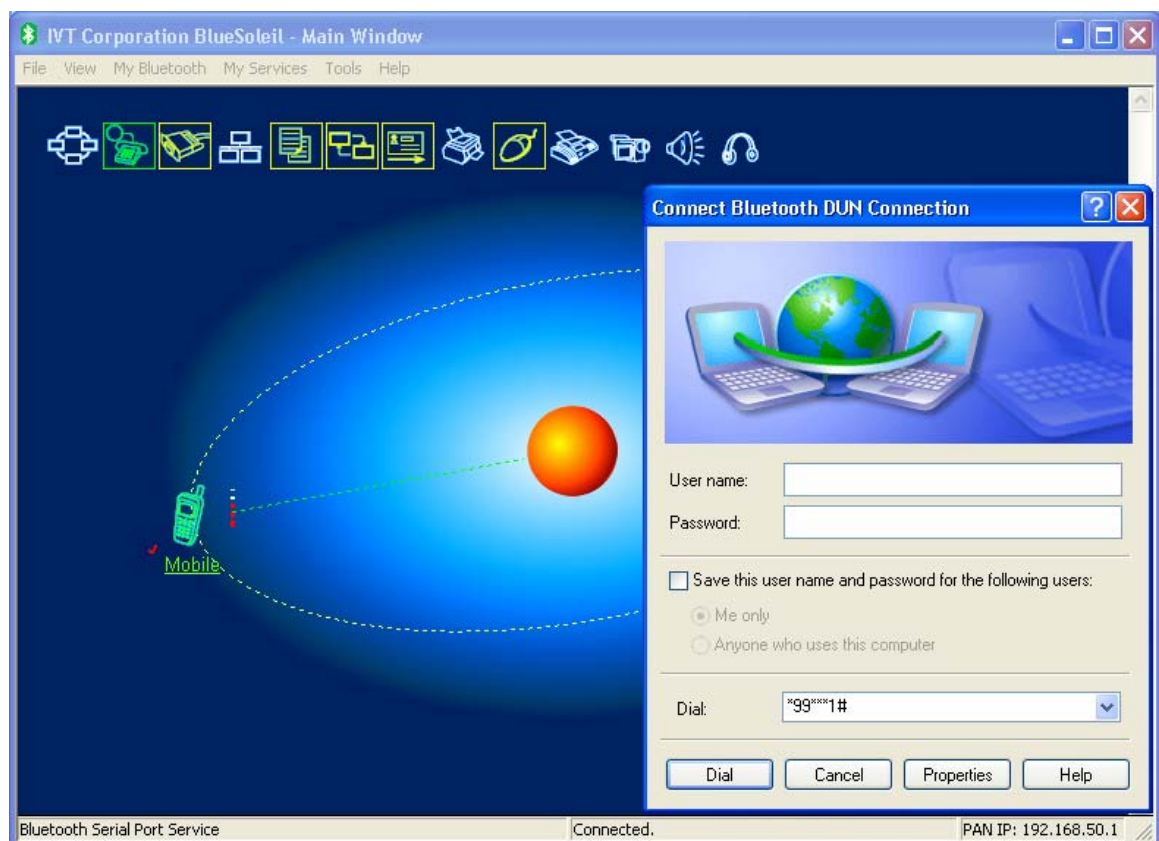 IVT Corporation BlueSoleil - Main Window
File View My Bluetooth My Services Tools Help
Connect Bluetooth DUN Connection
User name:
Password:
Save this user name and password for the following users:
Me only
Anyone who uses this computer
Dial: *99***1#
Dial Cancel Properties Help
Mobile
Bluetooth Serial Port Service Connected. PAN IP: 192.168.50.1